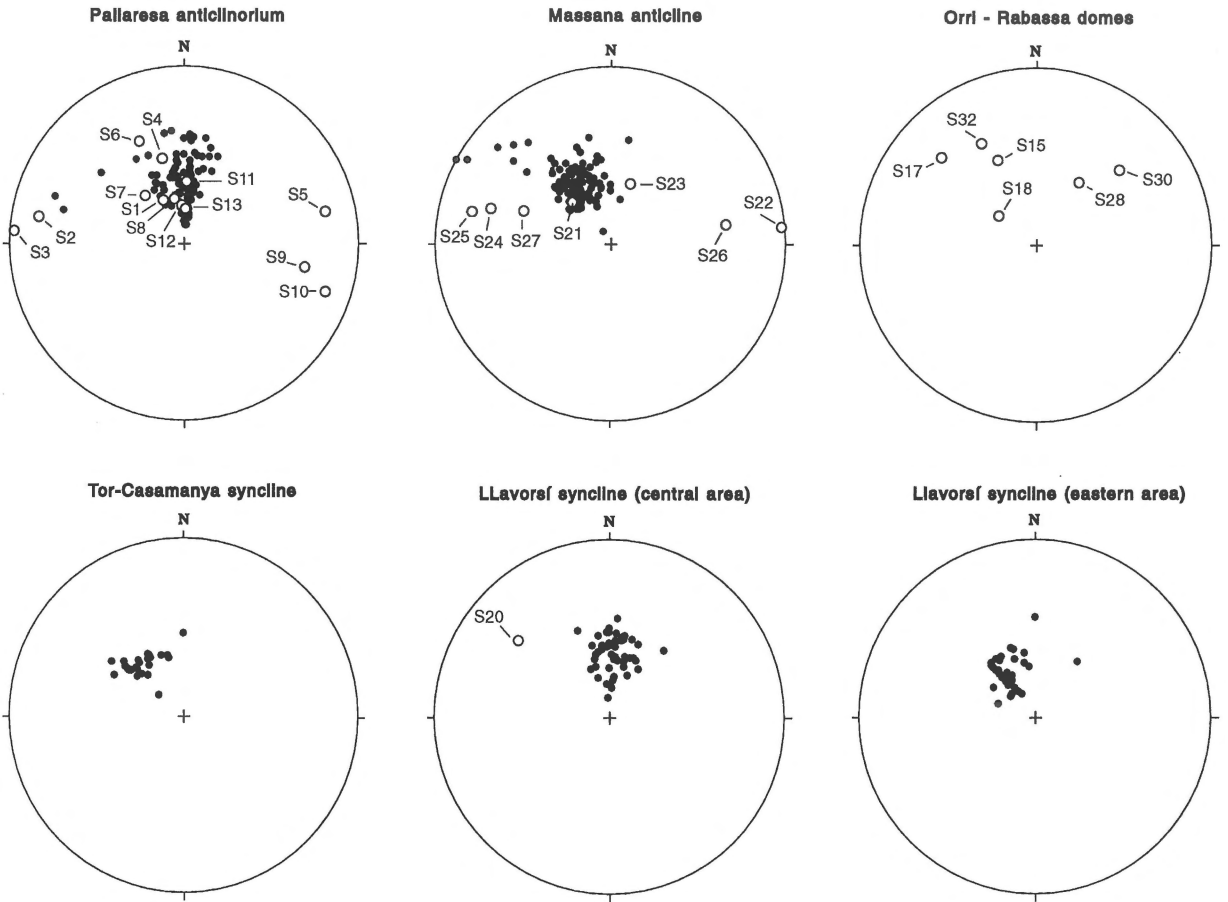 Pallaresa anticlinorium
Massana anticline
Orri - Rabassa domes
N
N
N
S6
S4
S11
S7
S1
S8
S12
S13
S5
S2
S3
S9
S10
S23
S22
S25
S24
S27
S21
S26
S32
S15
S17
S18
S30
S28
Tor-Casamanya syncline
LLavorsí syncline (central area)
Llavorsí syncline (eastern area)
N
N
N
S20